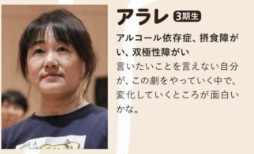 アラレ 3期生
アルコール依存症、摂食障が
い、双極性障がい
言いたいことを言えない自分
が、この劇をやっていく中で、
変化していくところが面白い
かな。